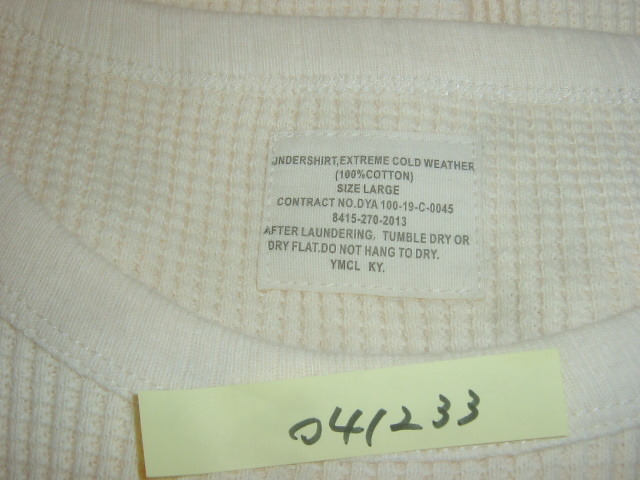 UNDERSHIRT,EXTREME COLD WEATHER
(100%COTTON)
SIZE LARGE
CONTRACT NO.DYA 100-19-C-0045
8415-270-2013
AFTER LAUNDERING, TUMBLE DRY OR
DRY FLAT.DO NOT HANG TO DRY.
YMCL KY.
041233